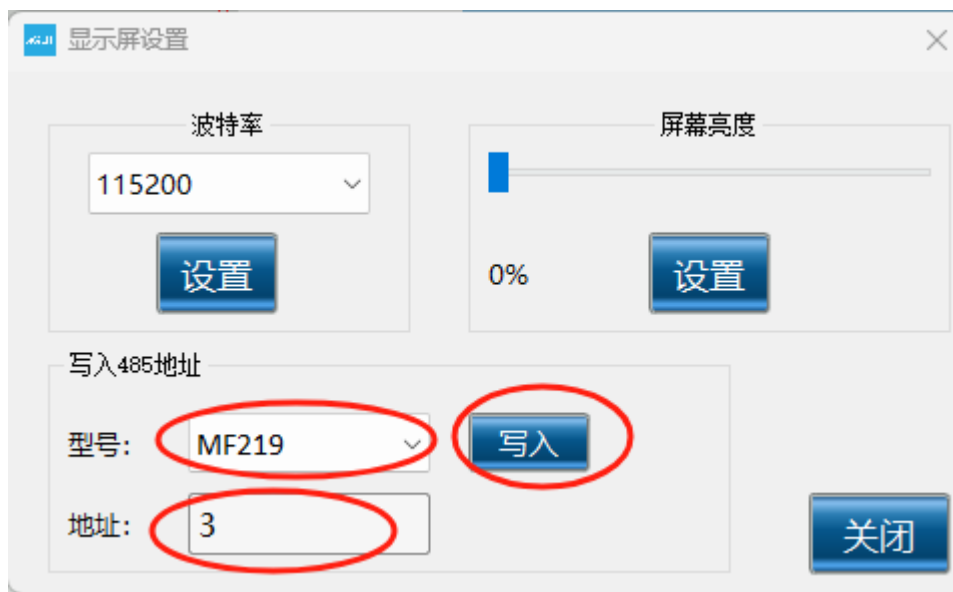 显示屏设置
波特率
115200
设置
屏幕亮度
0%
设置
写入485地址
型号:
MF219
写入
地址:
3
关闭